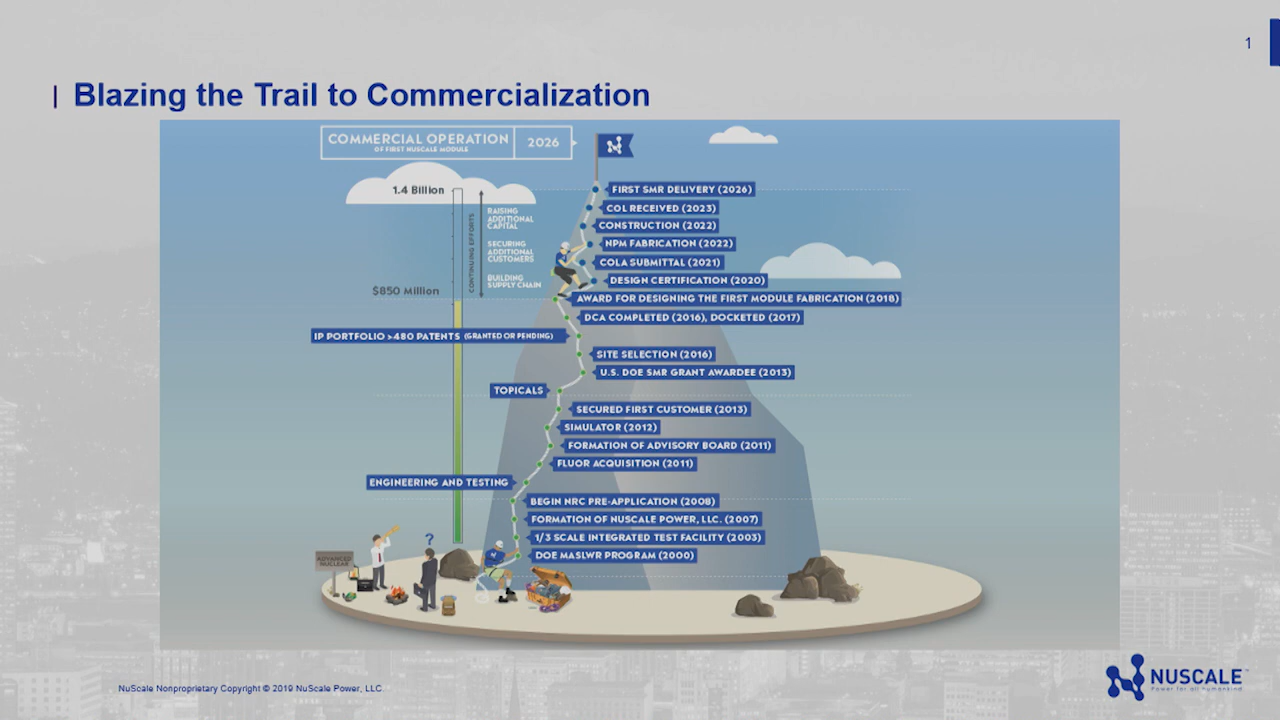 1
Blazing the Trail to Commercialization
COMMERCIAL OPERATION
OF FIRST NUSCALE MODULE
2026
1.4 Billion
RAISING
ADDITIONAL
CAPITAL
SECURING
ADDITIONAL
CUSTOMERS
BUILDING
SUPPLY CHAIN
CONTINUING EFFORTS
$850 Million
FIRST SMR DELIVERY (2026)
COL RECEIVED (2023)
CONSTRUCTION (2022)
NPM FABRICATION (2022)
COLA SUBMITTAL (2021)
DESIGN CERTIFICATION (2020)
AWARD FOR DESIGNING THE FIRST MODULE FABRICATION (2018)
DCA COMPLETED (2016), DOCKETED (2017)
IP PORTFOLIO >480 PATENTS (GRANTED OR PENDING)
SITE SELECTION (2016)
U.S. DOE SMR GRANT AWARDEE (2013)
TOPICALS
SECURED FIRST CUSTOMER (2013)
SIMULATOR (2012)
FORMATION OF ADVISORY BOARD (2011)
FLUOR ACQUISITION (2011)
ENGINEERING AND TESTING
BEGIN NRC PRE-APPLICATION (2008)
FORMATION OF NUSCALE POWER, LLC. (2007)
1/3 SCALE INTEGRATED TEST FACILITY (2003)
DOE MASLWR PROGRAM (2000)
?
ADVANCED
NUCLEAR
NuScale Nonproprietary Copyright © 2019 NuScale Power, LLC
NUSCALE™
Power for all humankind